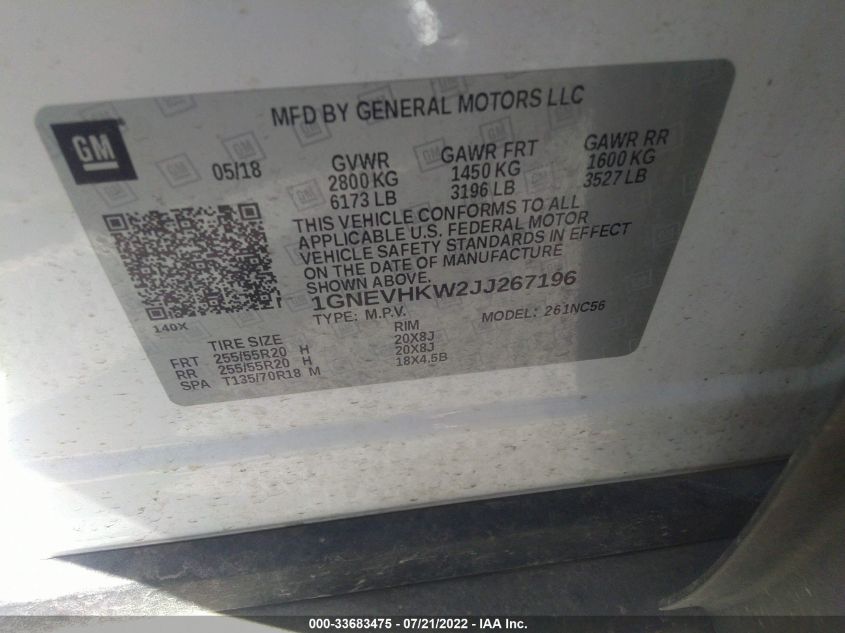 MFD BY GENERAL MOTORS LLC
GM
05/18 GVWR GAWR FRT GAWR RR
2800 KG 1450 KG 1600 KG
6173 LB 3196 LB 3527 LB
THIS VEHICLE CONFORMS TO ALL
APPLICABLE U.S. FEDERAL MOTOR
VEHICLE SAFETY STANDARDS IN EFFECT
ON THE DATE OF MANUFACTURE
SHOWN ABOVE.
1GNEVHKW2JJ267196
140X
TYPE: M.P.V. MODEL: 261NC56
TIRE SIZE RIM
FRT 255/55R20 H 20X8J
RR 255/55R20 H 20X8J
SPA T135/70R18 M 18X4.5B
000-33683475 - 07/21/2022 - IAA Inc.